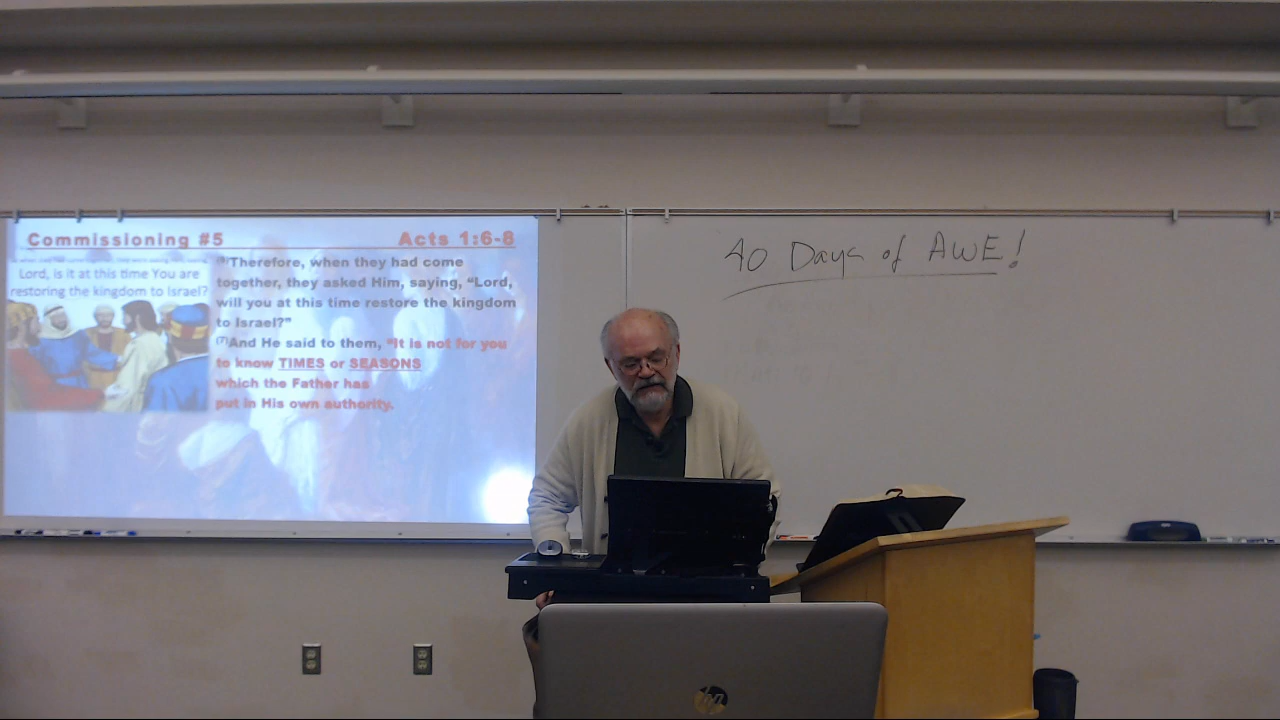 Commissioning #5 Acts 1:6-8
Lord, is it at this time You are
restoring the kingdom to Israel?
Therefore, when they had come
together, they asked Him, saying, “Lord,
will you at this time restore the kingdom
to Israel?”
(7)And He said to them, “It is not for you
to know TIMES or SEASONS
which the Father has
put in His own authority.
40 Days of AWE!
hp